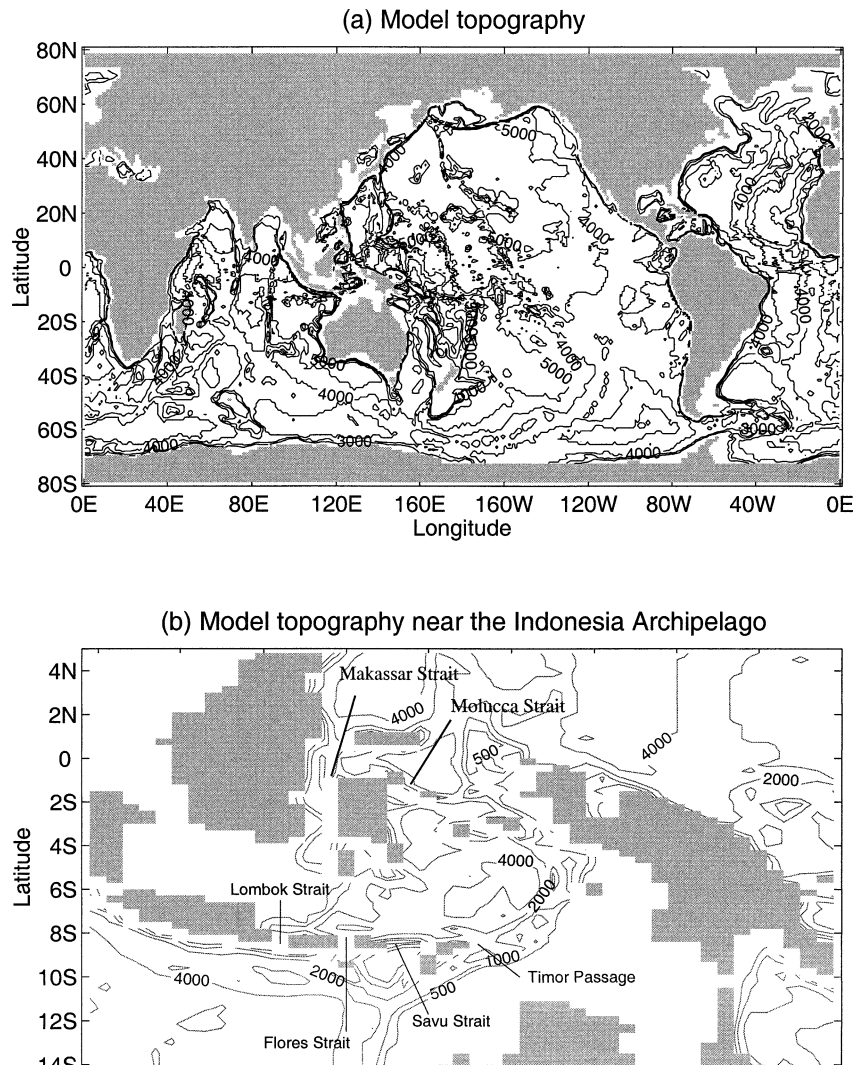 (a) Model topography
80N
60N
40N
20N
0
20S
40S
60S
80S
Latitude
5000
2000
4000
4000
4000
5000
4000
5000
4000
3000
3000
4000
4000
0E 40E 80E 120E 160E 160W 120W 80W 40W 0E
Longitude
(b) Model topography near the Indonesia Archipelago
4N
2N
0
2S
4S
6S
8S
10S
12S
14S
Latitude
Makassar Strait
Molucca Strait
4000
500
4000
2000
4000
2000
Lombok Strait
4000
2000
1000
500
Timor Passage
Savu Strait
Flores Strait